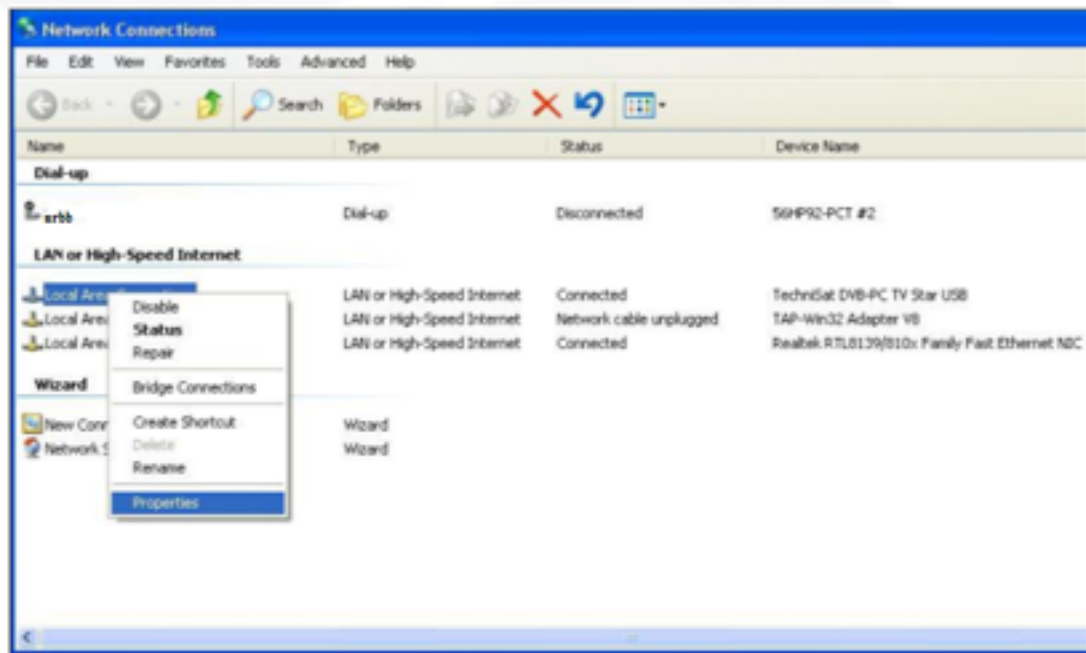 Network Connections
File Edit View Favorites Tools Advanced Help
Back Search Folders
Name Type Status Device Name
Dial-up
Dial-up Disconnected 56HP92-PCT #2
LAN or High-Speed Internet
Local Area LAN or High-Speed Internet Connected TechniSat DVB-PC TV Star USB
Local Area LAN or High-Speed Internet Network cable unplugged TAP-Win32 Adapter V8
Local Area LAN or High-Speed Internet Connected Realtek RTL8139/810x Family Fast Ethernet NIC
Wizard
New Conn Wizard
Network S Wizard
Disable
Status
Repair
Bridge Connections
Create Shortcut
Delete
Rename
Properties